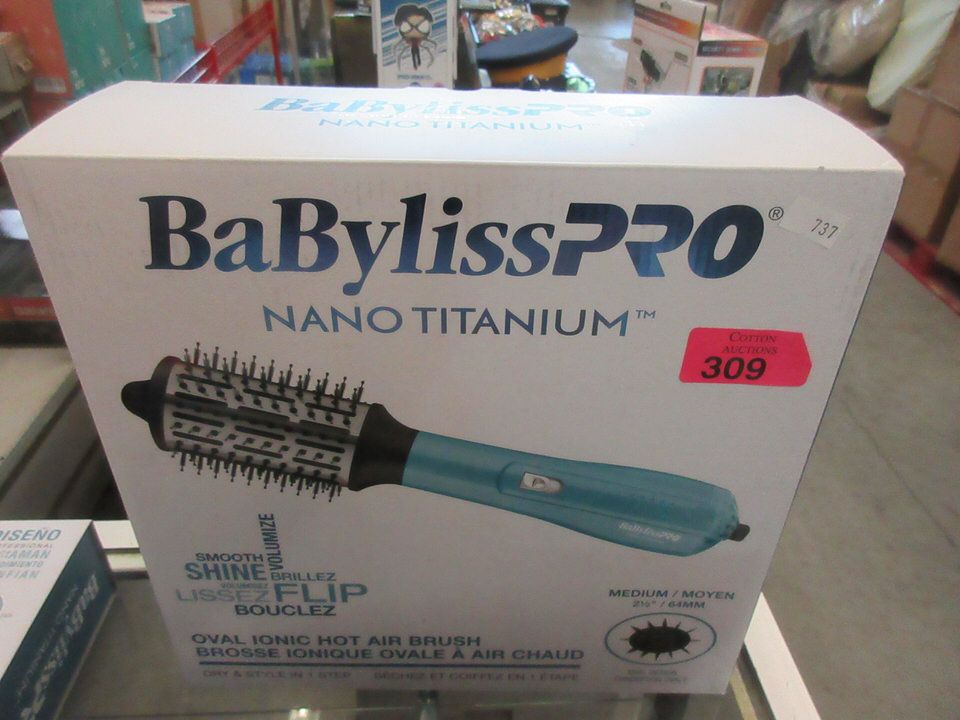 BaBylissPRO
NANO TITANIUM™
BaBylissPRO®
737
NANO TITANIUM™
COTTON
AUCTIONS
309
BaBylissPRO
SMOOTH
VOLUMIZE
SHINE BRILLEZ
LISSEZ FLIP
BOUCLEZ
MEDIUM / MOYEN
2½" / 64MM
OVAL IONIC HOT AIR BRUSH
BROSSE IONIQUE OVALE À AIR CHAUD
DRY & STYLE IN 1 STEP SÉCHEZ ET COIFFEZ EN 1 ÉTAPE